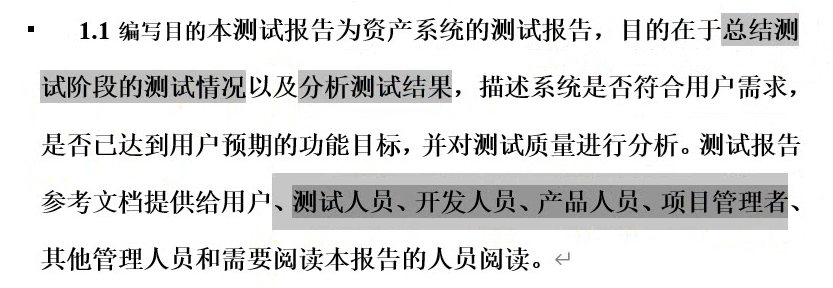 ▪ 1.1 编写目的本测试报告为资产系统的测试报告，目的在于总结测
试阶段的测试情况以及分析测试结果，描述系统是否符合用户需求，
是否已达到用户预期的功能目标，并对测试质量进行分析。测试报告
参考文档提供给用户、测试人员、开发人员、产品人员、项目管理者、
其他管理人员和需要阅读本报告的人员阅读。↵